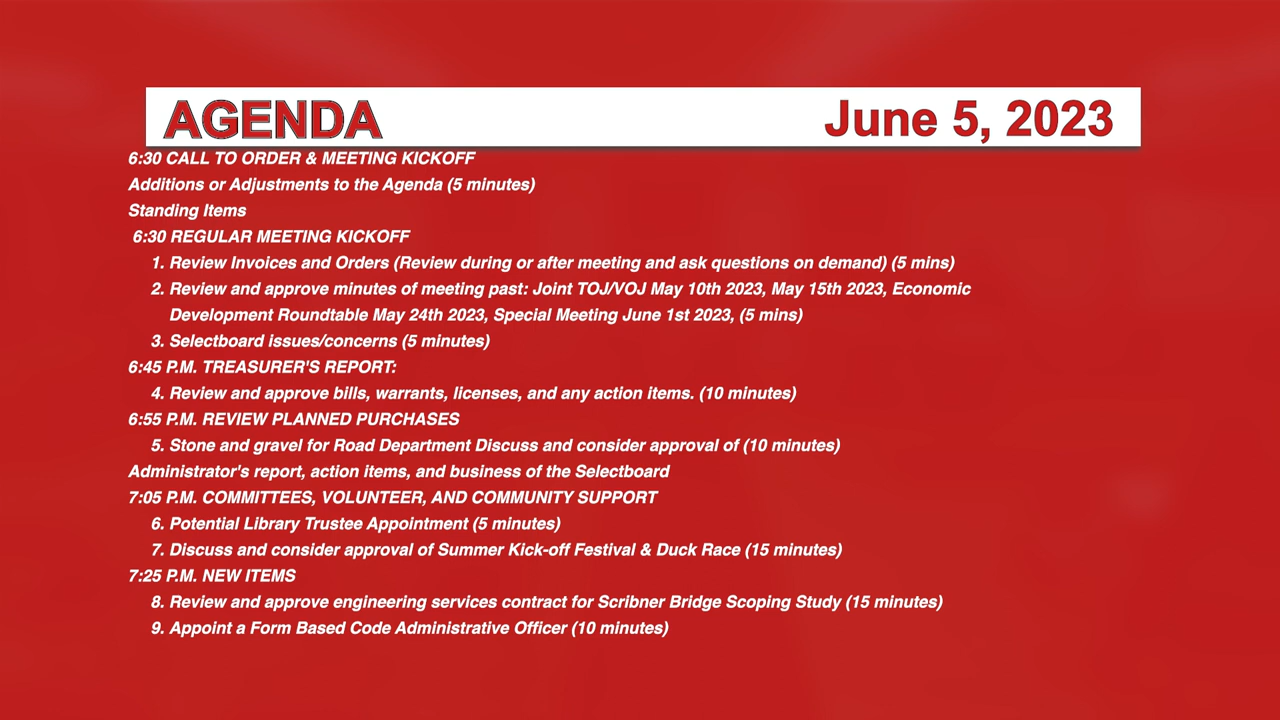 AGENDA June 5, 2023
6:30 CALL TO ORDER & MEETING KICKOFF
Additions or Adjustments to the Agenda (5 minutes)
Standing Items
6:30 REGULAR MEETING KICKOFF
1. Review Invoices and Orders (Review during or after meeting and ask questions on demand) (5 mins)
2. Review and approve minutes of meeting past: Joint TOJ/VOJ May 10th 2023, May 15th 2023, Economic
Development Roundtable May 24th 2023, Special Meeting June 1st 2023, (5 mins)
3. Selectboard issues/concerns (5 minutes)
6:45 P.M. TREASURER'S REPORT:
4. Review and approve bills, warrants, licenses, and any action items. (10 minutes)
6:55 P.M. REVIEW PLANNED PURCHASES
5. Stone and gravel for Road Department Discuss and consider approval of (10 minutes)
Administrator's report, action items, and business of the Selectboard
7:05 P.M. COMMITTEES, VOLUNTEER, AND COMMUNITY SUPPORT
6. Potential Library Trustee Appointment (5 minutes)
7. Discuss and consider approval of Summer Kick-off Festival & Duck Race (15 minutes)
7:25 P.M. NEW ITEMS
8. Review and approve engineering services contract for Scribner Bridge Scoping Study (15 minutes)
9. Appoint a Form Based Code Administrative Officer (10 minutes)